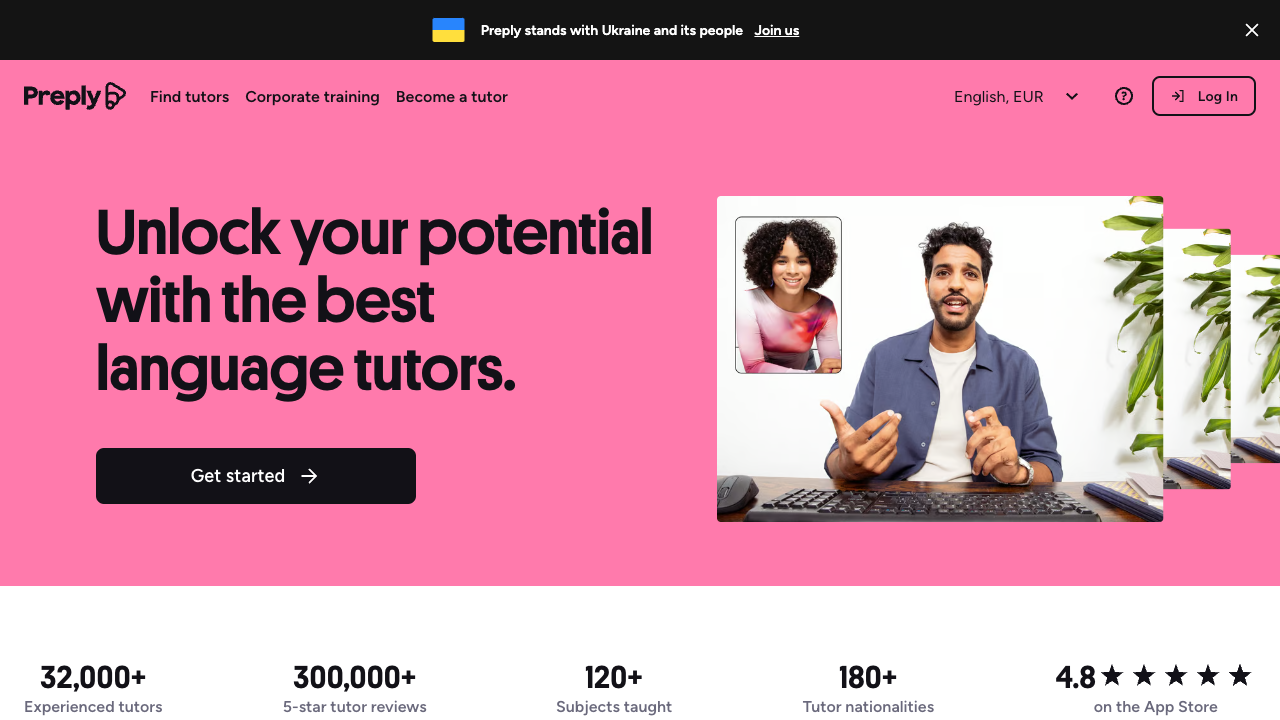 Preply stands with Ukraine and its people Join us
Preply
Find tutors
Corporate training
Become a tutor
English, EUR
Log In
Unlock your potential
with the best
language tutors.
Get started
32,000+
Experienced tutors
300,000+
5-star tutor reviews
120+
Subjects taught
180+
Tutor nationalities
4.8
on the App Store